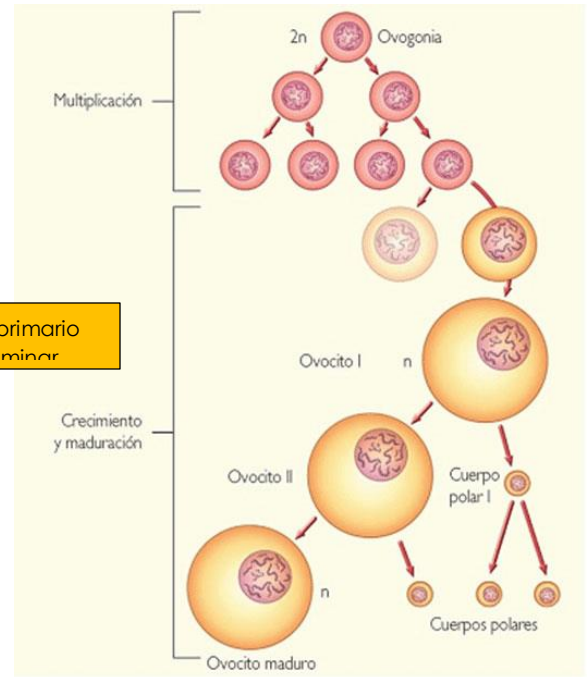 2n
Ovogonia
Multiplicación
primario
Ovocito I
n
Crecimiento
y maduración
Ovocito II
Cuerpo
polar I
n
Cuerpos polares
Ovocito maduro